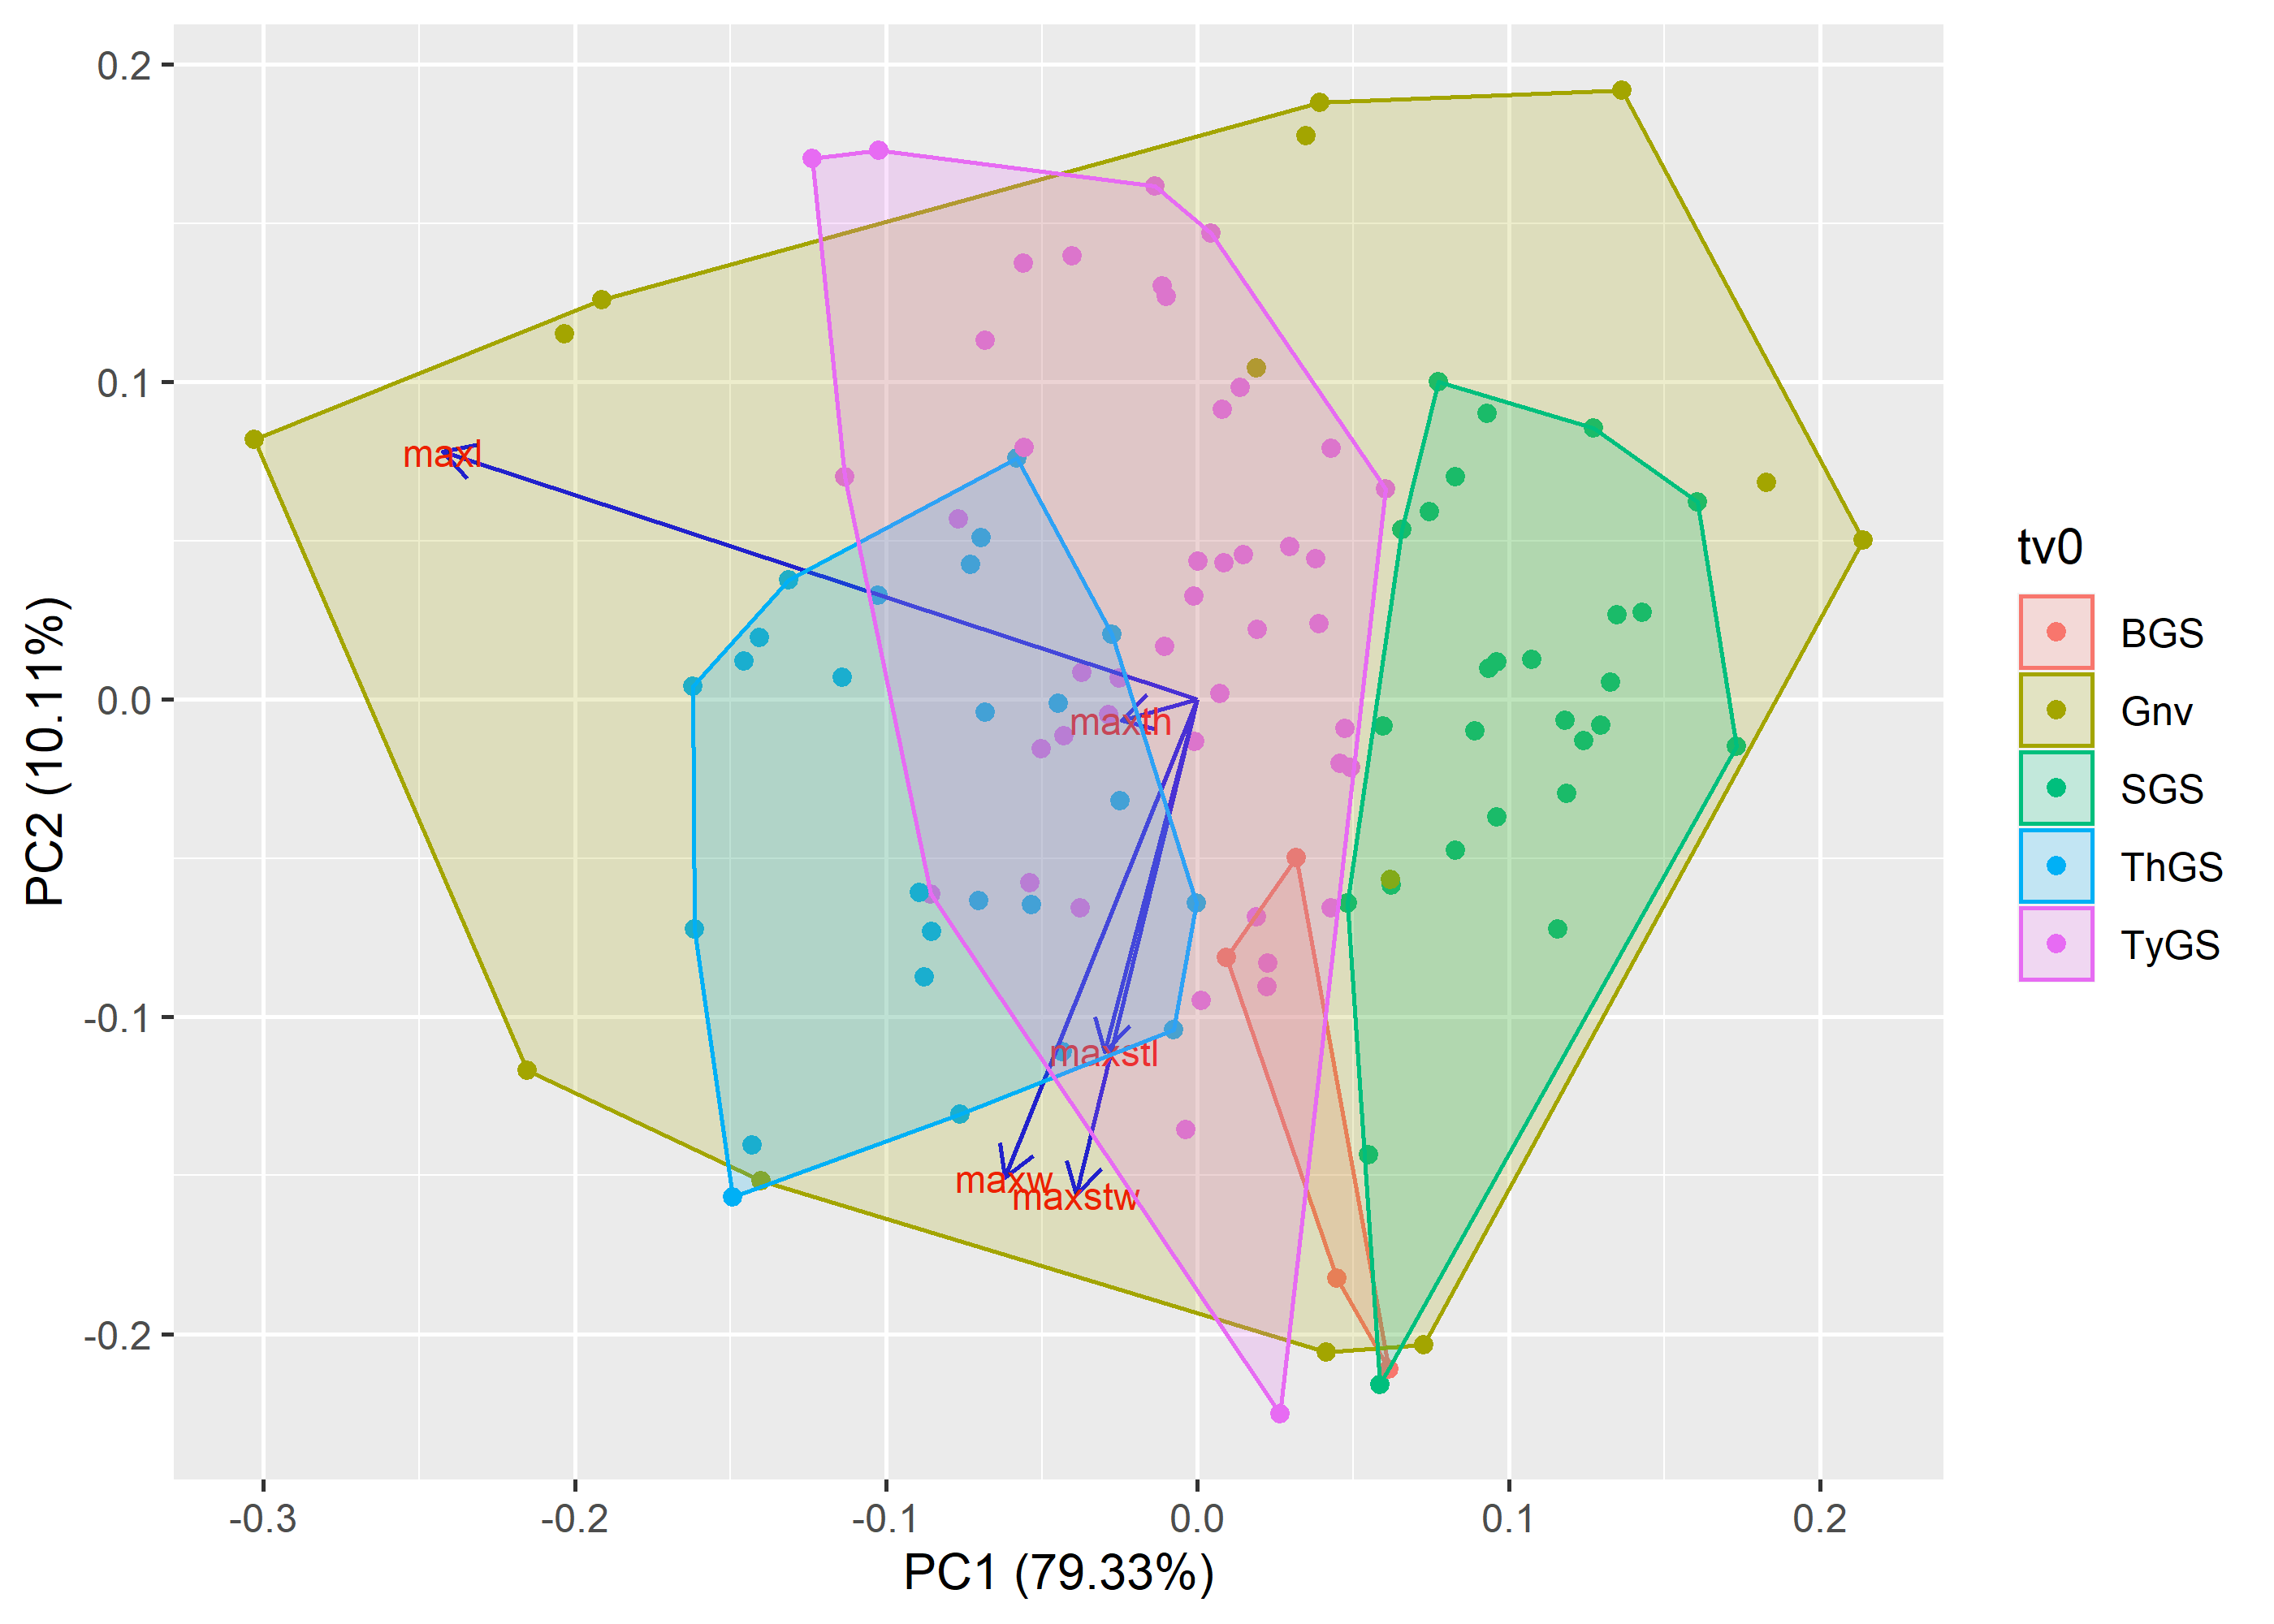 0.2
0.1
0.0
-0.1
-0.2
PC2 (10.11%)
maxl
maxth
maxstl
maxw
maxstw
-0.3
-0.2
-0.1
0.0
0.1
0.2
PC1 (79.33%)
tv0
BGS
Gnv
SGS
ThGS
TyGS